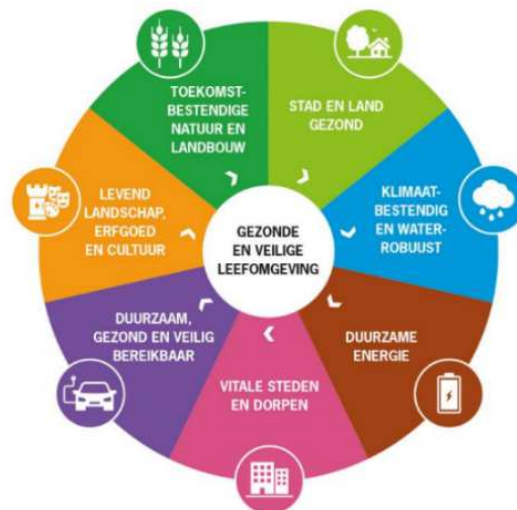 TOEKOMST-
BESTENDIGE
NATUUR EN
LANDBOUW
STAD EN LAND
GEZOND
KLIMAAT-
BESTENDIG
EN WATER-
ROBUUST
DUURZAME
ENERGIE
VITALE STEDEN
EN DORPEN
DUURZAAM,
GEZOND EN VEILIG
BEREIKBAAR
LEVEND
LANDSCHAP,
ERFGOED
EN CULTUUR
GEZONDE
EN VEILIGE
LEEFOMGEVING